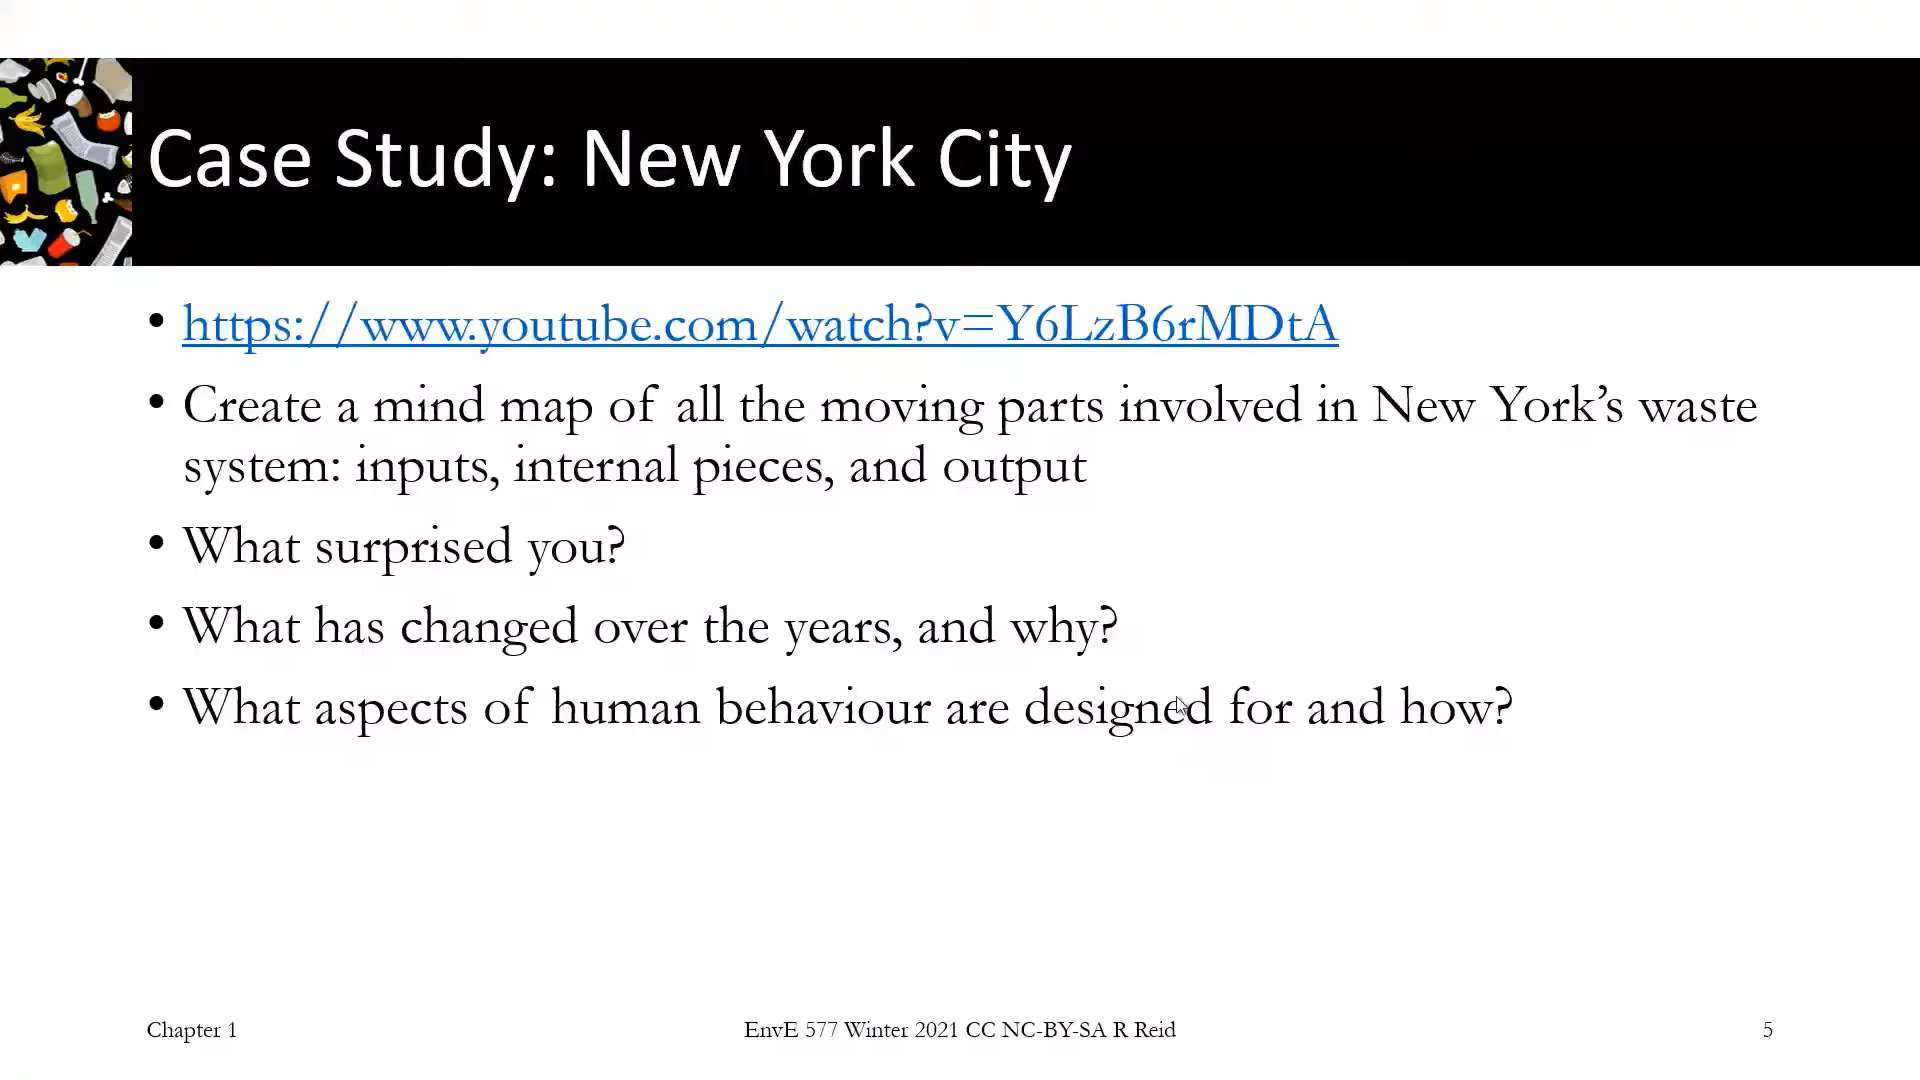 Case Study: New York City
• https://www.youtube.com/watch?v=Y6LzB6rMDtA
• Create a mind map of all the moving parts involved in New York’s waste
system: inputs, internal pieces, and output
• What surprised you?
• What has changed over the years, and why?
• What aspects of human behaviour are designed for and how?
Chapter 1
EnvE 577 Winter 2021 CC NC-BY-SA R Reid
5